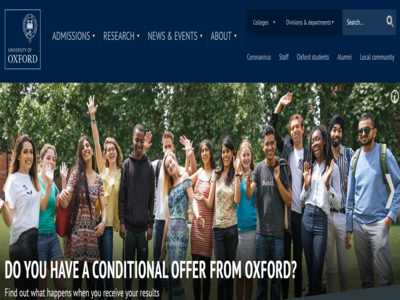 UNIVERSITY OF
OXFORD
ADMISSIONS RESEARCH NEWS & EVENTS ABOUT
Colleges Divisions & departments Search...
Coronavirus Staff Oxford students Alumni Local community
DO YOU HAVE A CONDITIONAL OFFER FROM OXFORD?
Find out what happens when you receive your results